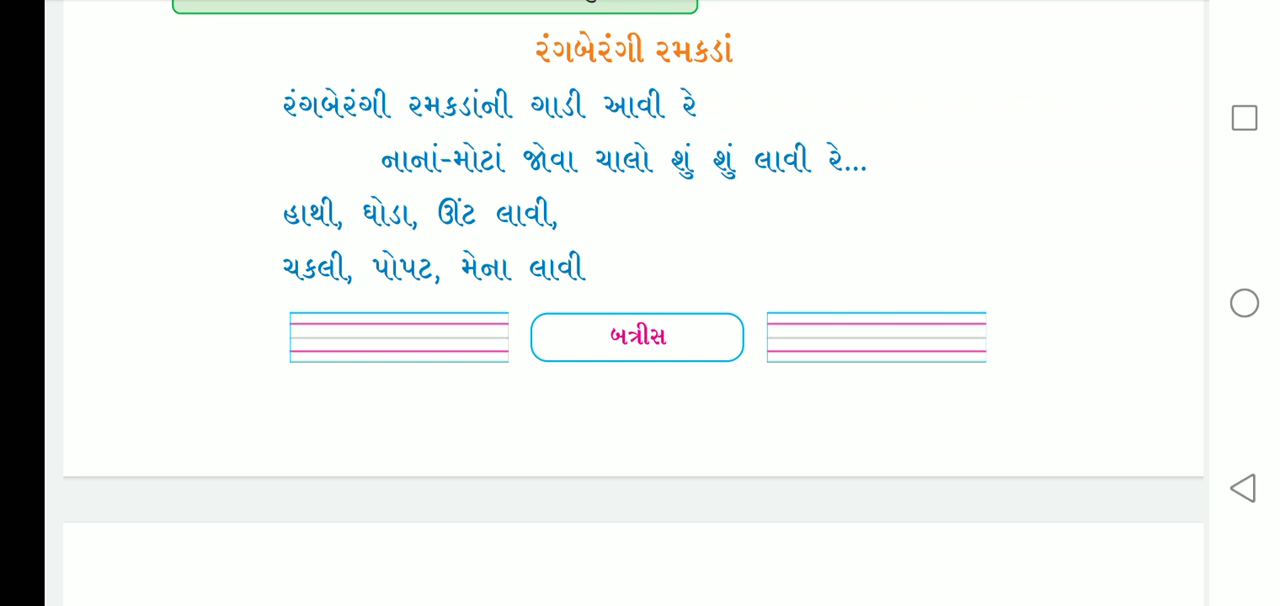 રંગબેરંગી રમકડાં
રંગબેરંગી રમકડાંની ગાડી આવી રે
નાનાં-મોટાં જોવા ચાલો શું શું લાવી રે...
હાથી, ઘોડા, ઊંટ લાવી,
ચકલી, પોપટ, મેના લાવી
બત્રીસ